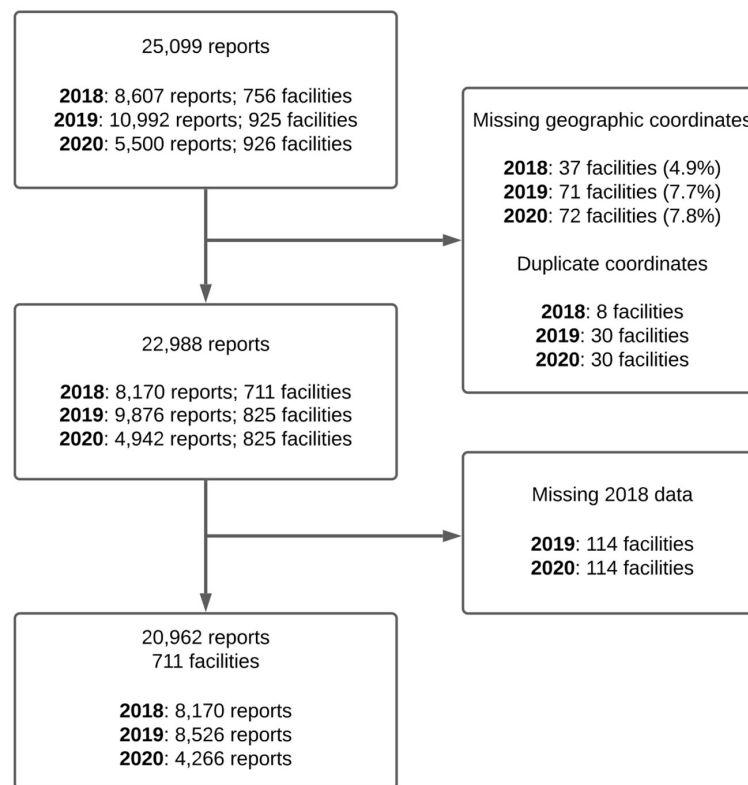 25,099 reports
2018: 8,607 reports; 756 facilities
2019: 10,992 reports; 925 facilities
2020: 5,500 reports; 926 facilities
Missing geographic coordinates
2018: 37 facilities (4.9%)
2019: 71 facilities (7.7%)
2020: 72 facilities (7.8%)
Duplicate coordinates
2018: 8 facilities
2019: 30 facilities
2020: 30 facilities
22,988 reports
2018: 8,170 reports; 711 facilities
2019: 9,876 reports; 825 facilities
2020: 4,942 reports; 825 facilities
Missing 2018 data
2019: 114 facilities
2020: 114 facilities
20,962 reports
711 facilities
2018: 8,170 reports
2019: 8,526 reports
2020: 4,266 reports